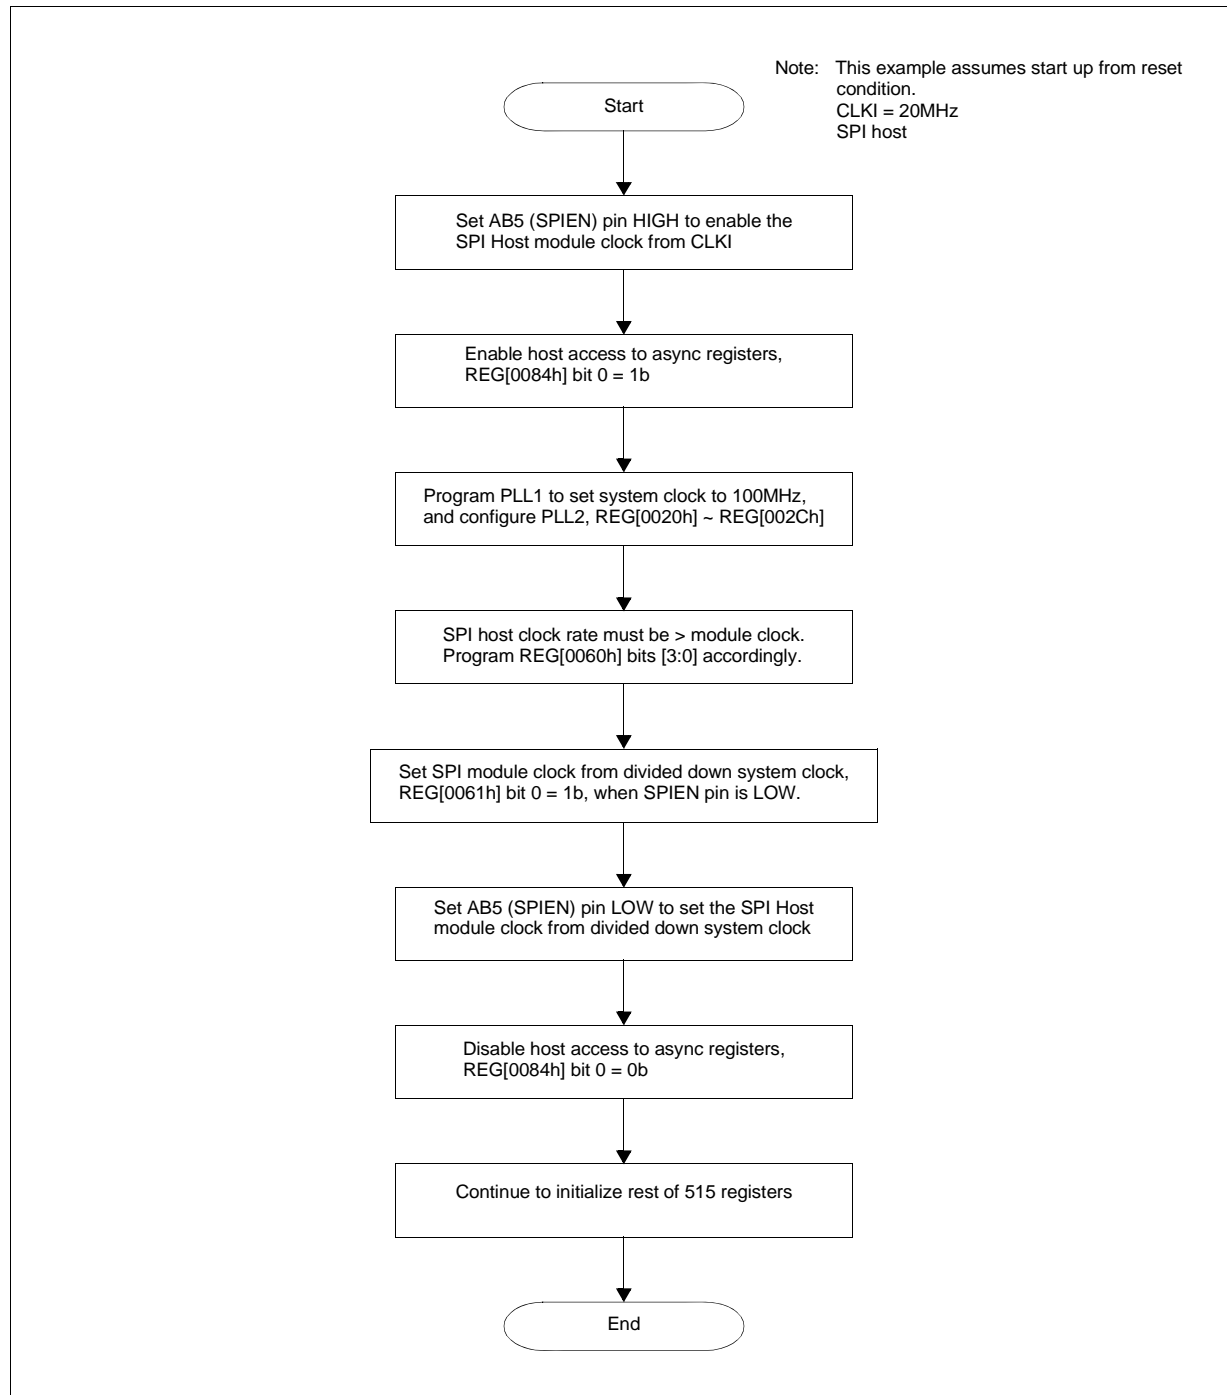 Note: This example assumes start up from reset
condition.
CLKI = 20MHz
SPI host
Start
Set AB5 (SPIEN) pin HIGH to enable the
SPI Host module clock from CLKI
Enable host access to async registers,
REG[0084h] bit 0 = 1b
Program PLL1 to set system clock to 100MHz,
and configure PLL2, REG[0020h] ~ REG[002Ch]
SPI host clock rate must be > module clock.
Program REG[0060h] bits [3:0] accordingly.
Set SPI module clock from divided down system clock,
REG[0061h] bit 0 = 1b, when SPIEN pin is LOW.
Set AB5 (SPIEN) pin LOW to set the SPI Host
module clock from divided down system clock
Disable host access to async registers,
REG[0084h] bit 0 = 0b
Continue to initialize rest of 515 registers
End